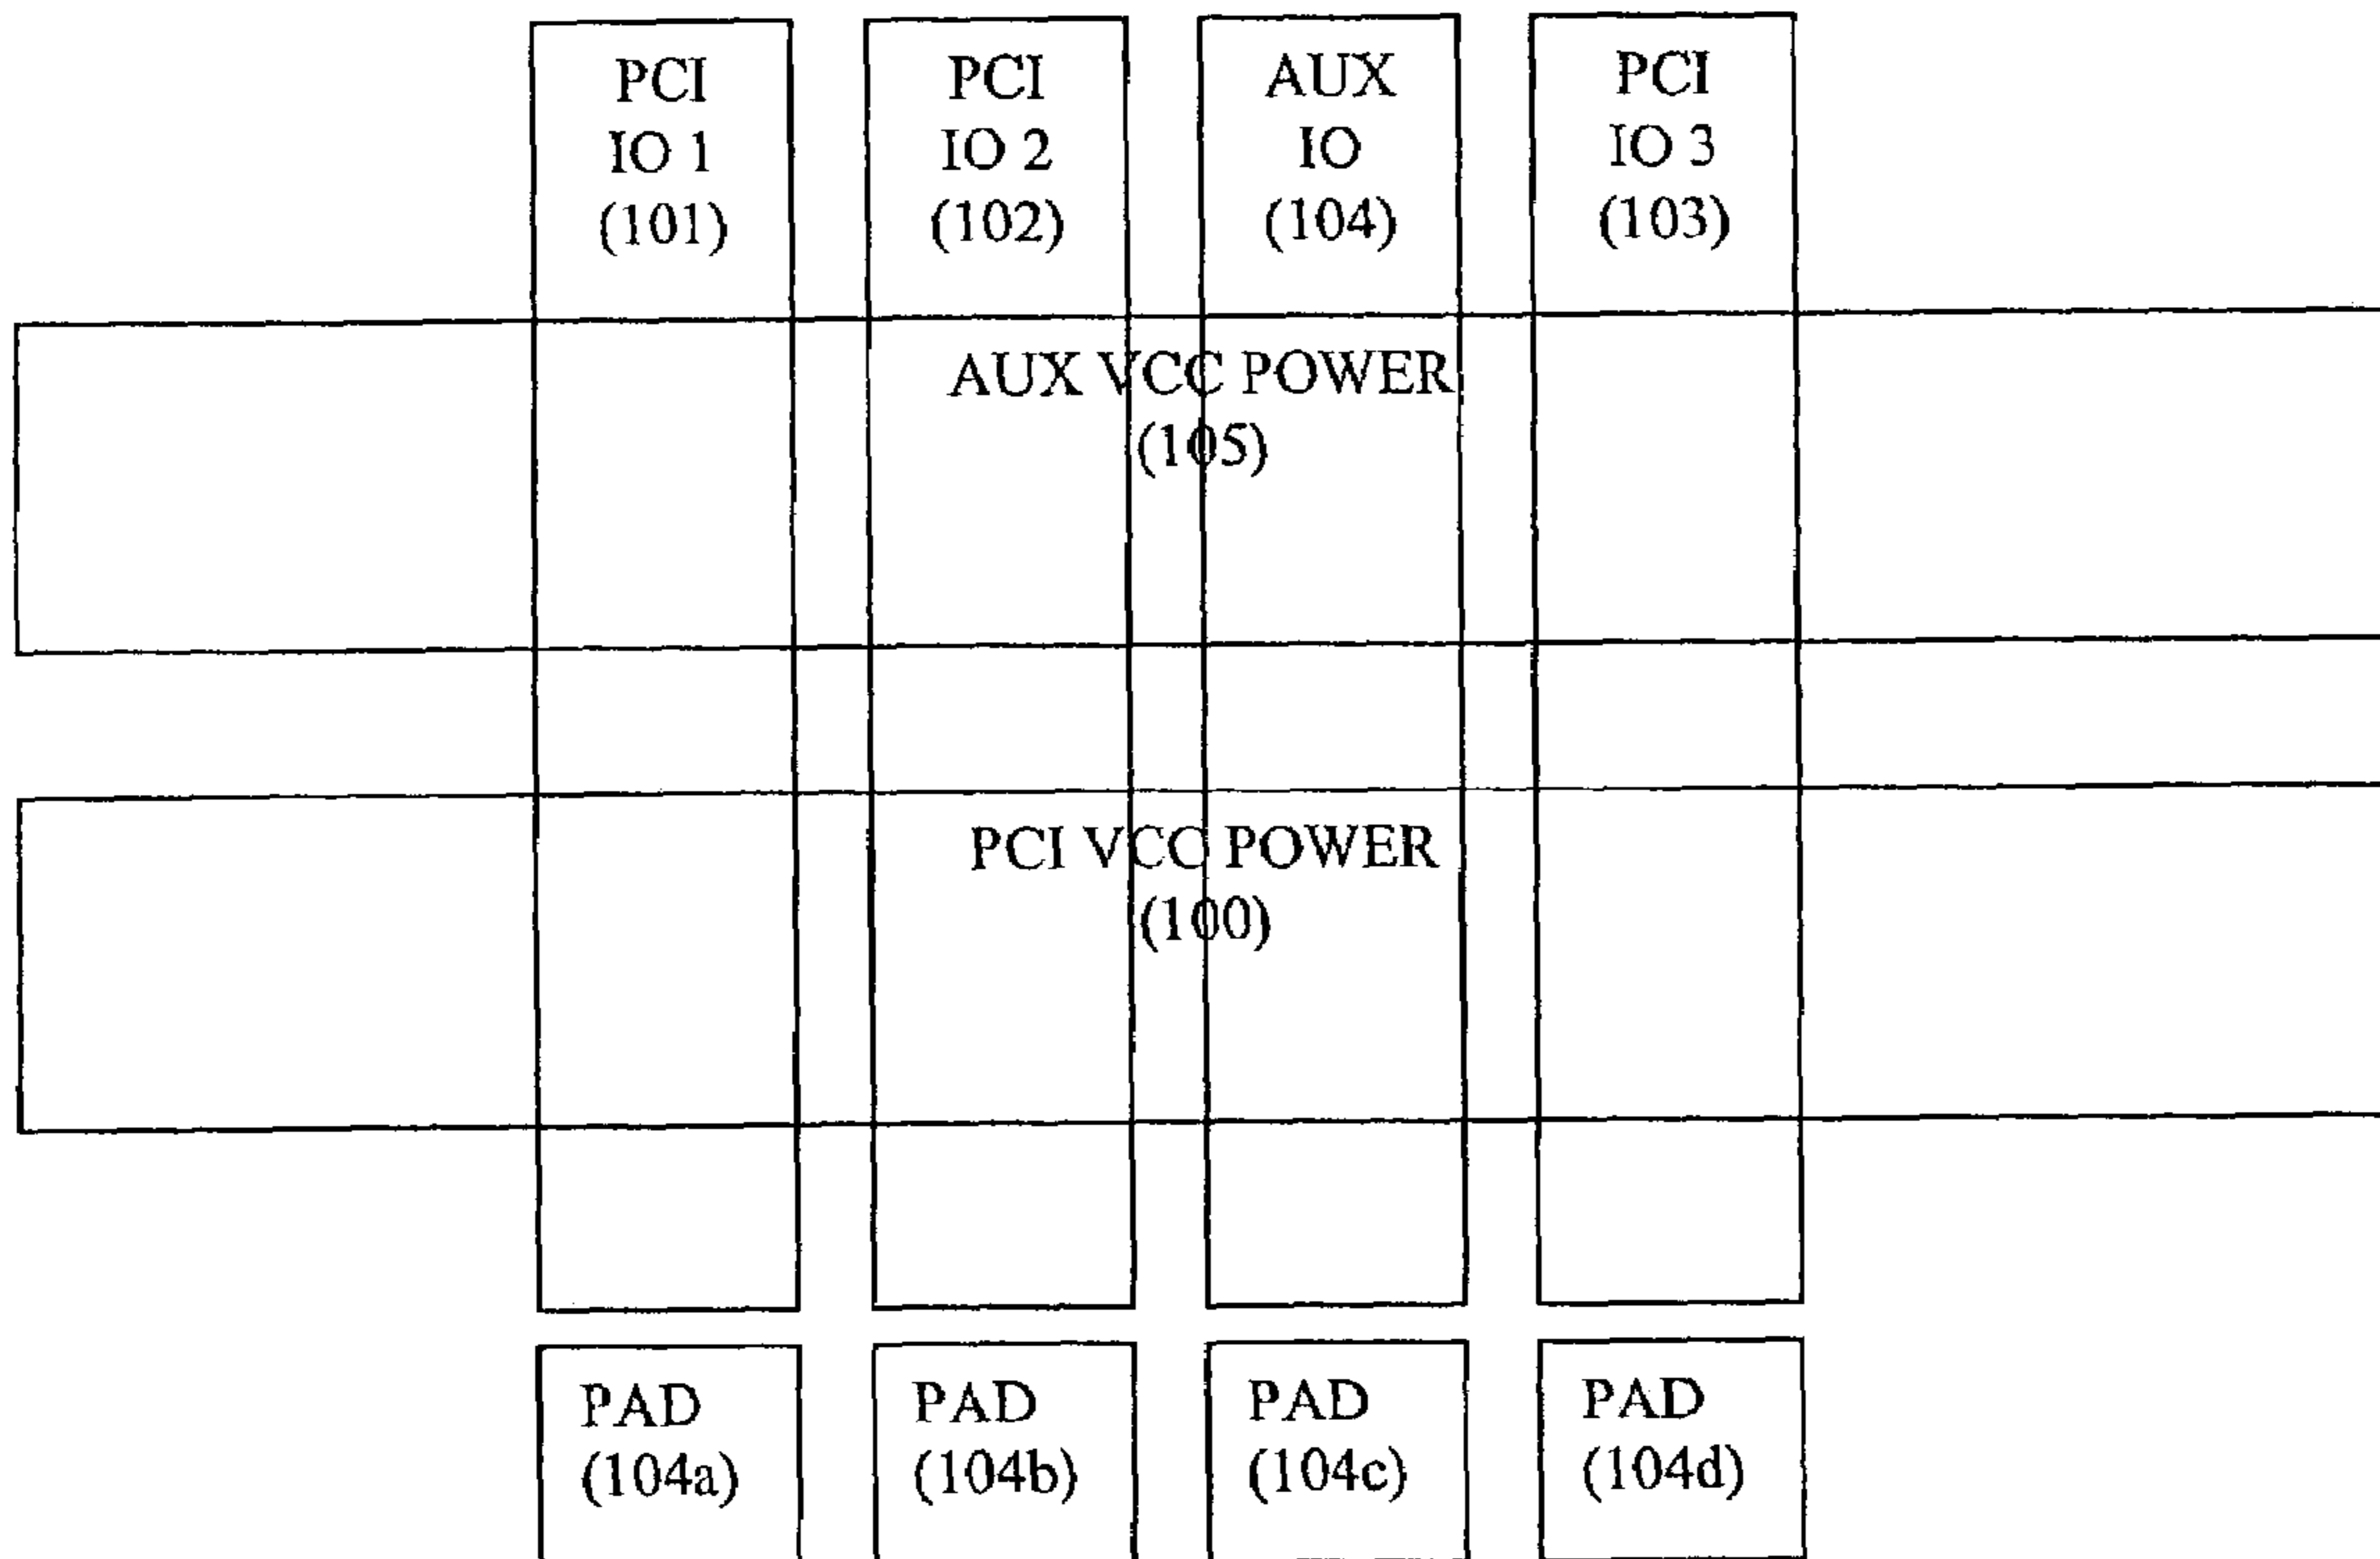 PCI
IO 1
(101)
PCI
IO 2
(102)
AUX
IO
(104)
PCI
IO 3
(103)
AUX VCC POWER
(105)
PCI VCC POWER
(100)
PAD
(104a)
PAD
(104b)
PAD
(104c)
PAD
(104d)